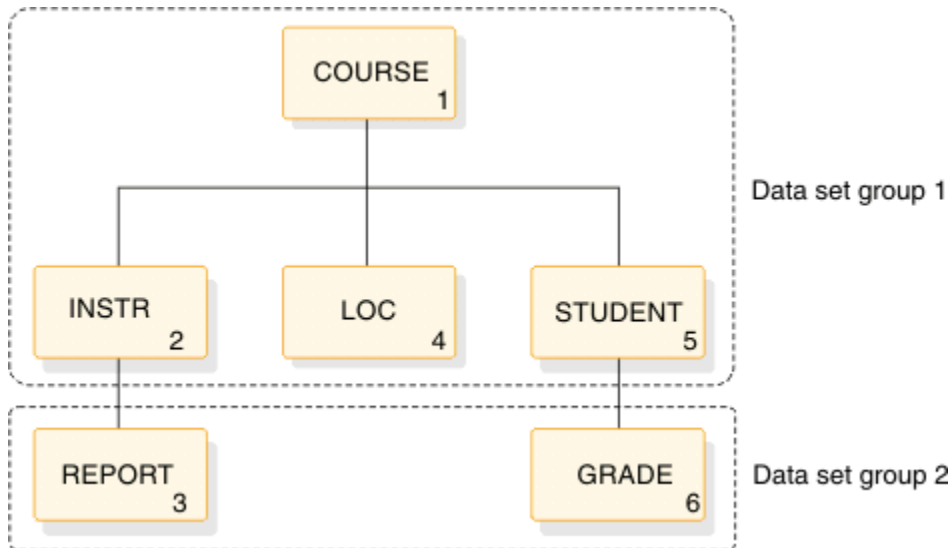 COURSE
1
Data set group 1
INSTR
2
LOC
4
STUDENT
5
REPORT
3
GRADE
6
Data set group 2